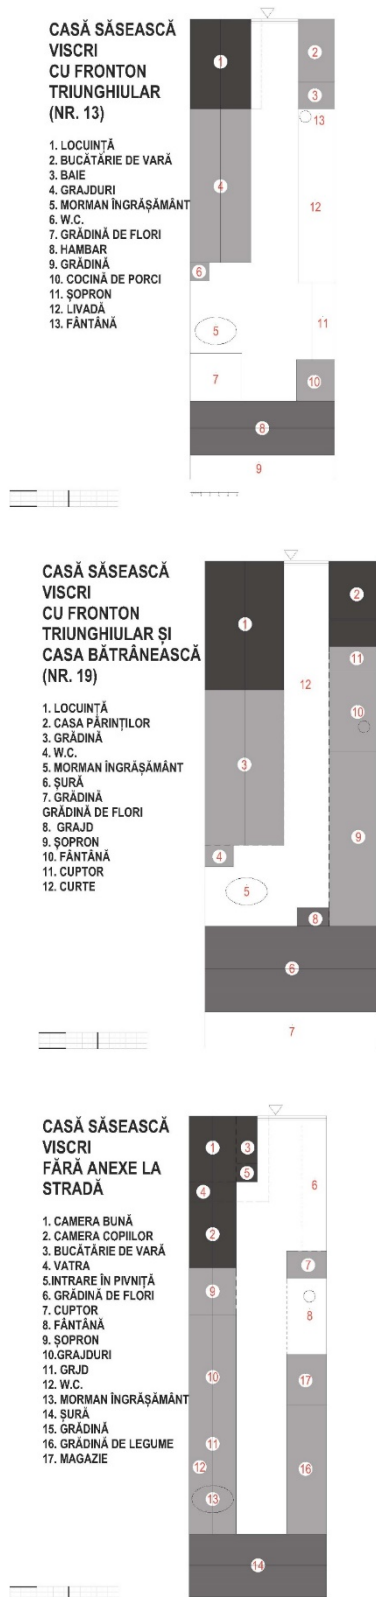 CASĂ SĂSEASCĂ
VISCRI
CU FRONTON
TRIUNGHIULAR
(NR. 13)
1. LOCUINȚĂ
2. BUCĂTĂRIE DE VARĂ
3. BAIE
4. GRAJDURI
5. MORMAN ÎNGRĂȘĂMÂNT
6. W.C.
7. GRĂDINĂ DE FLORI
8. HAMBAR
9. GRĂDINĂ
10. COCINĂ DE PORCI
11. ȘOPRON
12. LIVADĂ
13. FÂNTÂNĂ
1
2
3
13
4
12
6
5
11
7
10
8
9
CASĂ SĂSEASCĂ
VISCRI
CU FRONTON
TRIUNGHIULAR ȘI
CASA BĂTRÂNEASCĂ
(NR. 19)
1. LOCUINȚĂ
2. CASA PĂRINȚILOR
3. GRĂDINĂ
4. W.C.
5. MORMAN ÎNGRĂȘĂMÂNT
6. ȘURĂ
7. GRĂDINĂ
GRĂDINĂ DE FLORI
8. GRAJD
9. ȘOPRON
10. FÂNTÂNĂ
11. CUPTOR
12. CURTE
2
1
11
12
10
3
9
4
5
8
6
7
CASĂ SĂSEASCĂ
VISCRI
FĂRĂ ANEXE LA
STRADĂ
1. CAMERA BUNĂ
2. CAMERA COPIILOR
3. BUCĂTĂRIE DE VARĂ
4. VATRA
5.INTRARE ÎN PIVNIȚĂ
6. GRĂDINĂ DE FLORI
7. CUPTOR
8. FÂNTÂNĂ
9. ȘOPRON
10.GRAJDURI
11. GRJD
12. W.C.
13. MORMAN ÎNGRĂȘĂMÂNT
14. ȘURĂ
15. GRĂDINĂ
16. GRĂDINĂ DE LEGUME
17. MAGAZIE
1
3
5
4
6
2
7
9
8
10
17
11
12
16
13
14